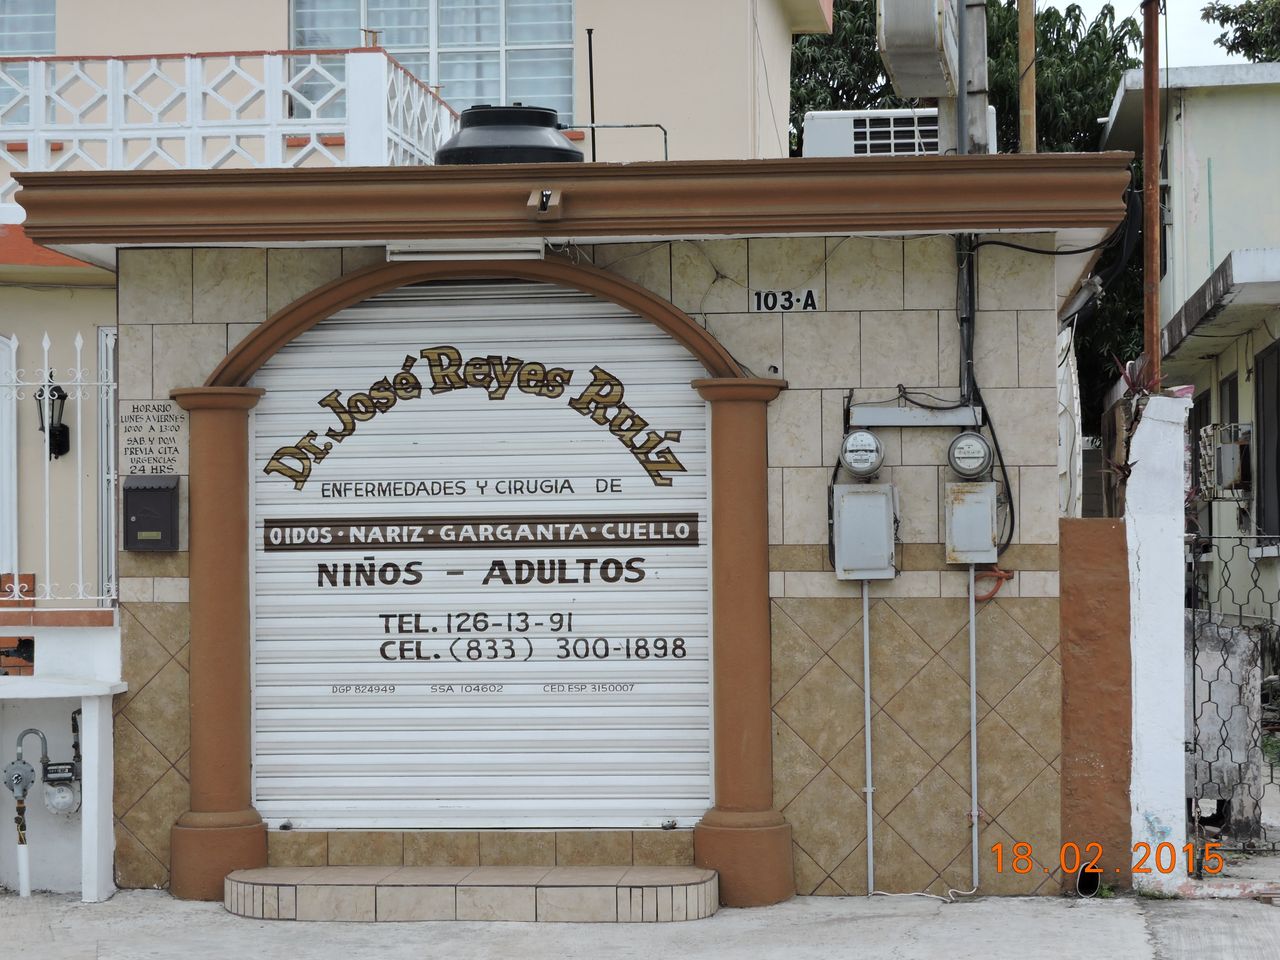 103·A
Dr. José Reyes Ruíz
ENFERMEDADES Y CIRUGIA DE
OIDOS · NARIZ · GARGANTA · CUELLO
NIÑOS - ADULTOS
TEL. 126-13-91
CEL. (833) 300-1898
DGP 824949 SSA 104602 CED.ESP. 3150007
HORARIO
LUNES A VIERNES
10:00 A 13:00
SAB. Y DOM
PREVIA CITA
URGENCIAS
24 HRS.
18.02.2015